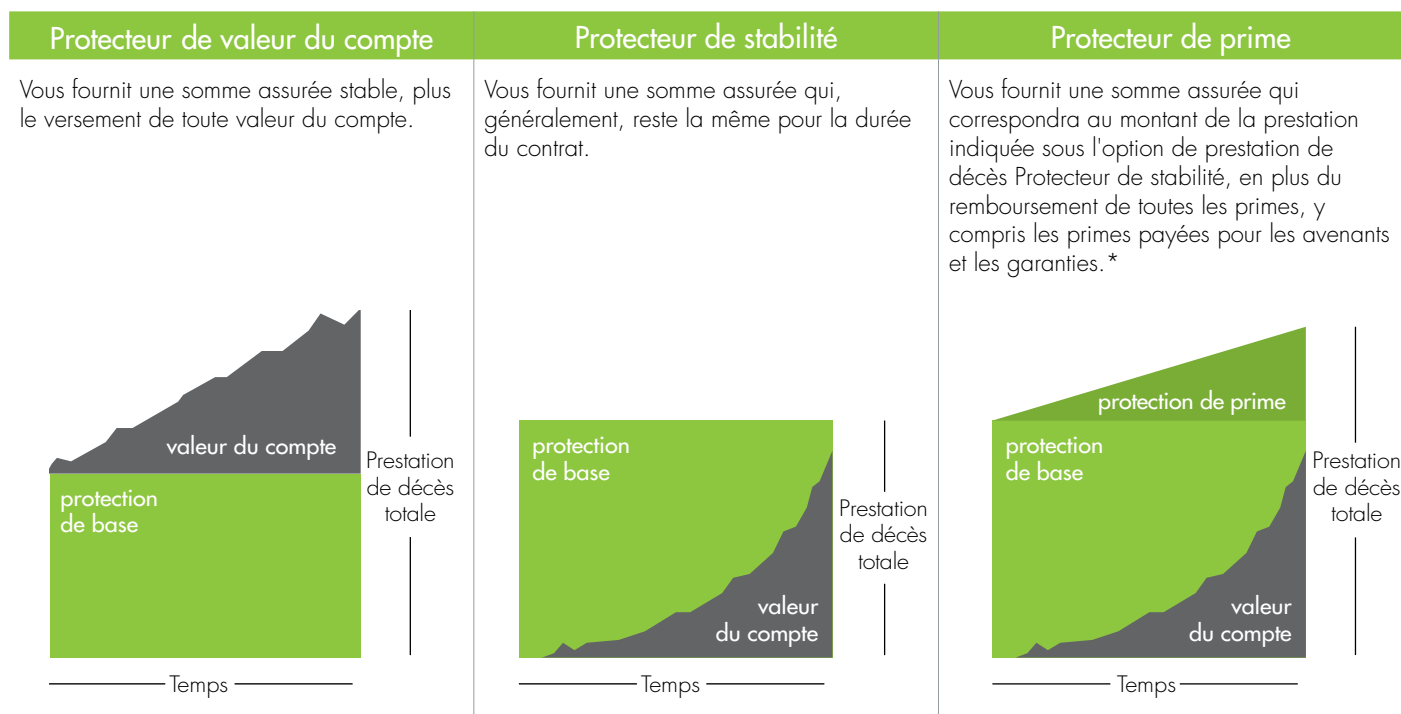 Protecteur de valeur du compte
Vous fournit une somme assurée stable, plus
le versement de toute valeur du compte.
valeur du compte
protection
de base
Prestation
de décès
totale
Temps
Protecteur de stabilité
Vous fournit une somme assurée qui,
généralement, reste la même pour la durée
du contrat.
protection
de base
valeur
du compte
Prestation
de décès
totale
Temps
Protecteur de prime
Vous fournit une somme assurée qui
correspondra au montant de la prestation
indiquée sous l'option de prestation de
décès Protecteur de stabilité, en plus du
remboursement de toutes les primes, y
compris les primes payées pour les avenants
et les garanties.*
protection de prime
protection
de base
valeur
du compte
Prestation
de décès
totale
Temps